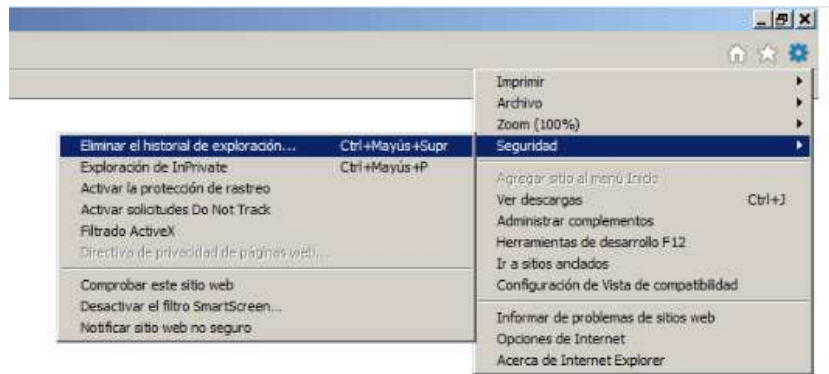 Imprimir
Archivo
Zoom (100%)
Seguridad
Agregar sitio al menú Inicio
Ver descargas Ctrl+J
Administrar complementos
Herramientas de desarrollo F12
Ir a sitios anclados
Configuración de Vista de compatibilidad
Informar de problemas de sitios web
Opciones de Internet
Acerca de Internet Explorer
Eliminar el historial de exploración... Ctrl+Mayús+Supr
Exploración de InPrivate Ctrl+Mayús+P
Activar la protección de rastreo
Activar solicitudes Do Not Track
Filtrado ActiveX
Directiva de privacidad de páginas web...
Comprobar este sitio web
Desactivar el filtro SmartScreen...
Notificar sitio web no seguro